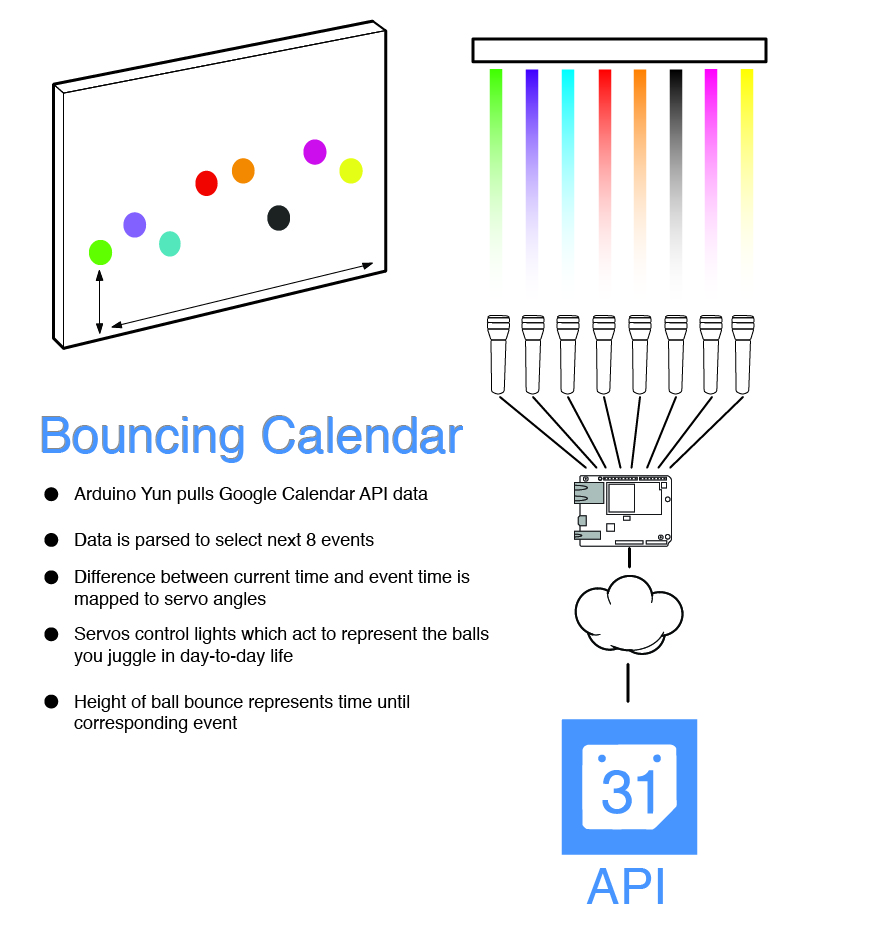 Bouncing Calendar
● Arduino Yun pulls Google Calendar API data
● Data is parsed to select next 8 events
● Difference between current time and event time is
mapped to servo angles
● Servos control lights which act to represent the balls
you juggle in day-to-day life
● Height of ball bounce represents time until
corresponding event
31
API